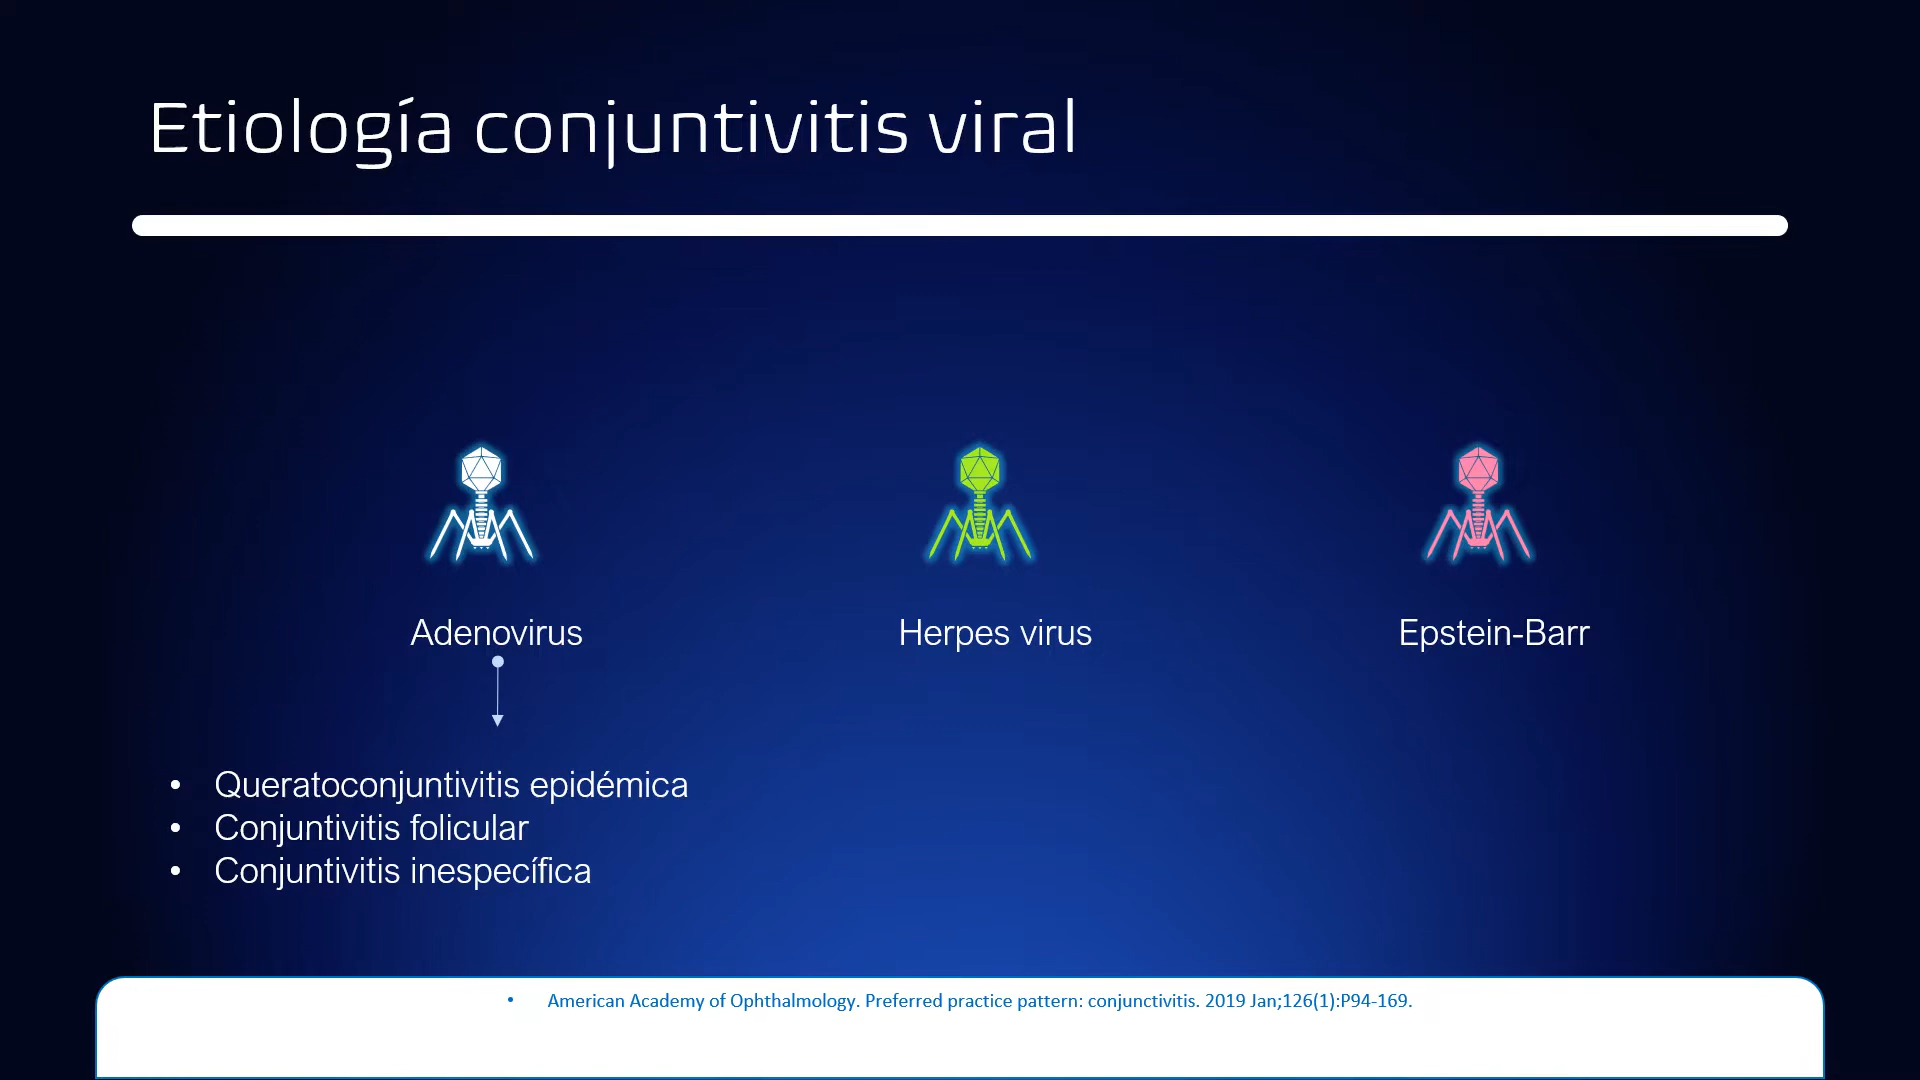 Etiología conjuntivitis viral
Adenovirus
Herpes virus
Epstein-Barr
• Queratoconjuntivitis epidémica
• Conjuntivitis folicular
• Conjuntivitis inespecífica
• American Academy of Ophthalmology. Preferred practice pattern: conjunctivitis. 2019 Jan;126(1):P94-169.